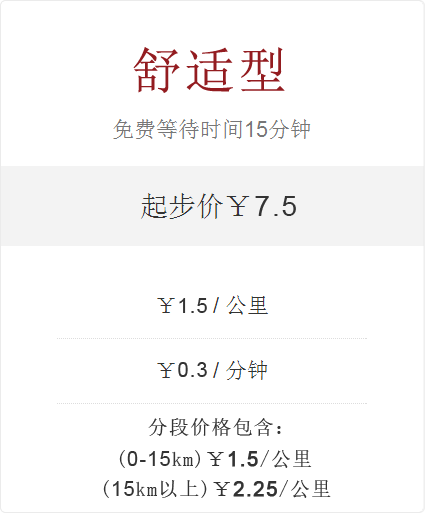 舒适型
免费等待时间15分钟
起步价￥7.5
￥1.5 / 公里
￥0.3 / 分钟
分段价格包含：
(0-15km)￥1.5/公里
(15km以上)￥2.25/公里